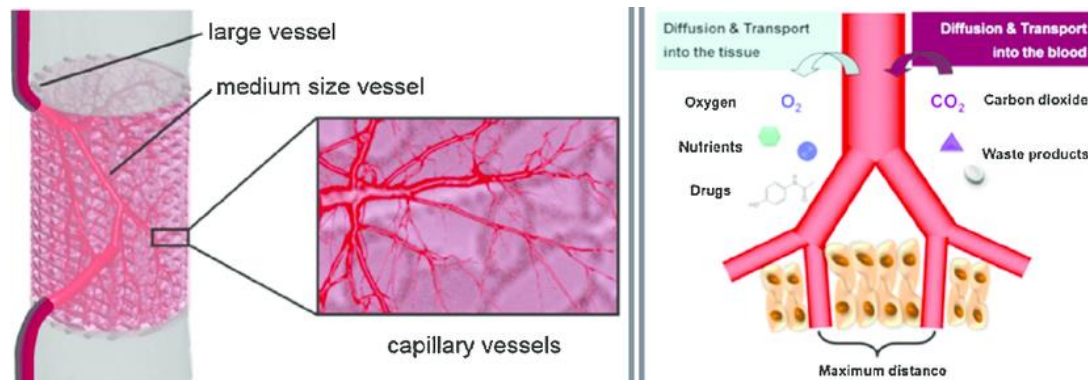 large vessel
medium size vessel
capillary vessels
Diffusion & Transport
into the tissue
Diffusion & Transport
into the blood
Oxygen
O₂
CO₂
Carbon dioxide
Nutrients
Waste products
Drugs
Maximum distance